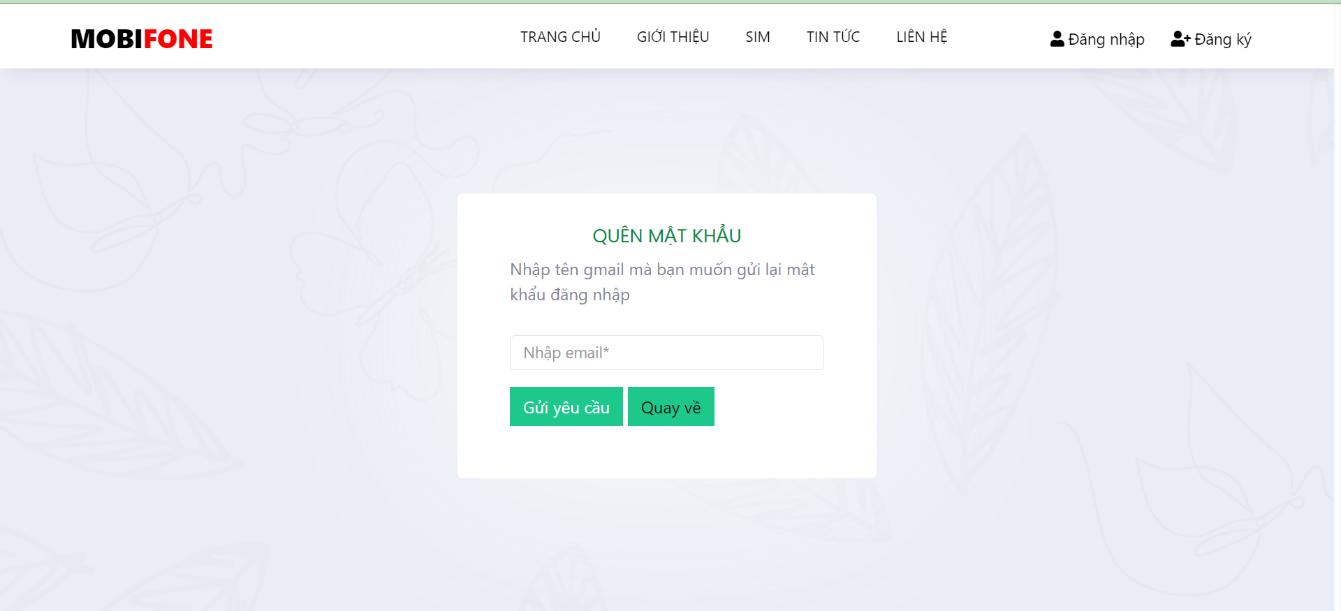 MOBIFONE
TRANG CHỦ
GIỚI THIỆU
SIM
TIN TỨC
LIÊN HỆ
Đăng nhập
Đăng ký
QUÊN MẬT KHẨU
Nhập tên gmail mà bạn muốn gửi lại mật
khẩu đăng nhập
Nhập email*
Gửi yêu cầu
Quay về